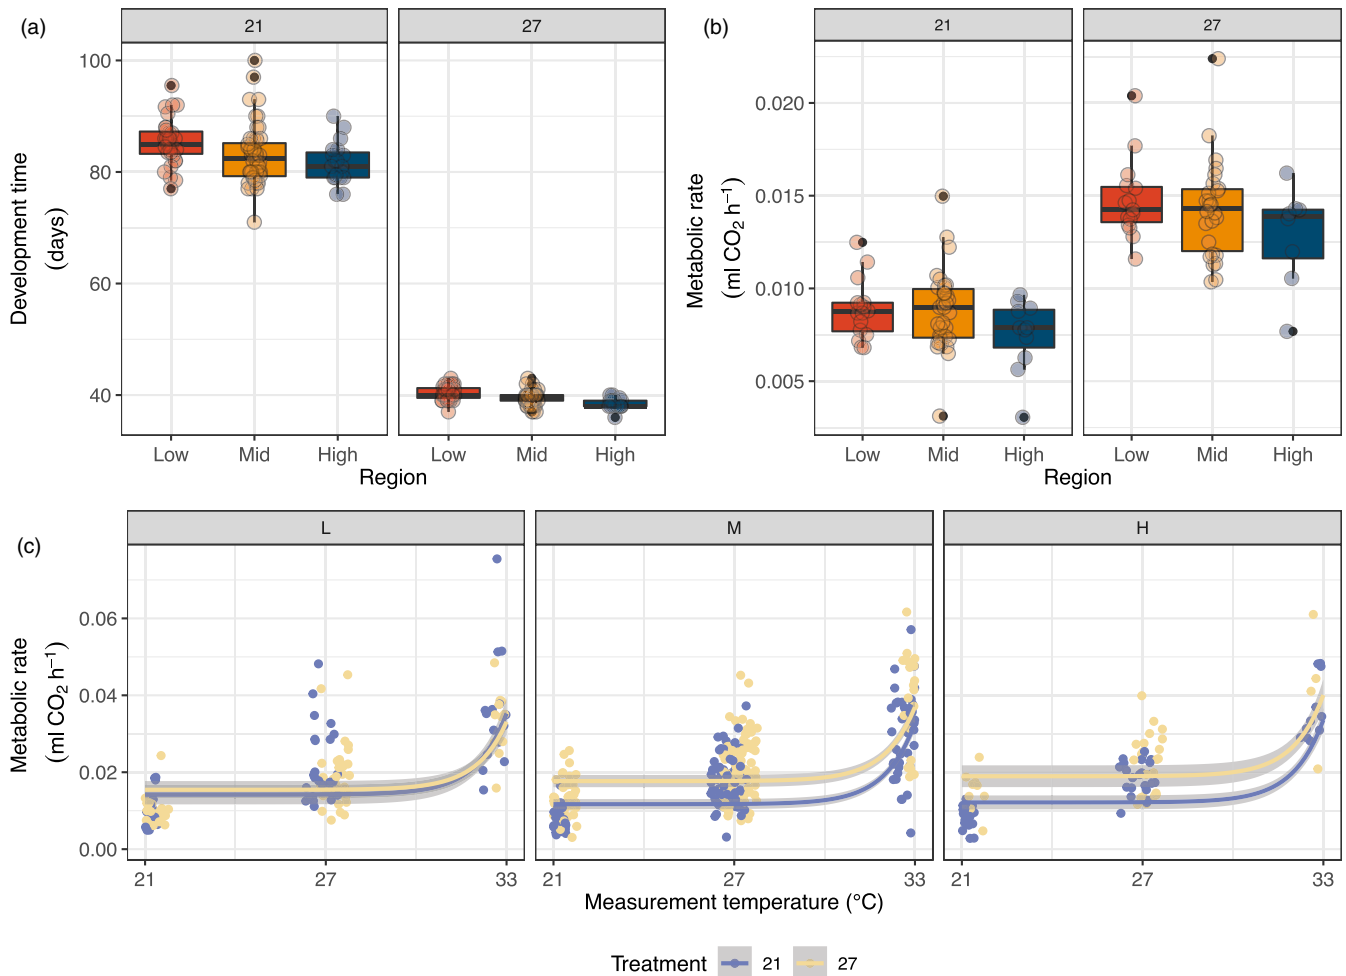 (a)
21
27
100
80
60
40
Development time
(days)
Low
Mid
High
Low
Mid
High
Region
(b)
21
27
0.020
0.015
0.010
0.005
Metabolic rate
(ml CO₂ h⁻¹)
Low
Mid
High
Low
Mid
High
Region
(c)
L
M
H
0.06
0.04
0.02
0.00
Metabolic rate
(ml CO₂ h⁻¹)
21
27
33
21
27
33
21
27
33
Measurement temperature (°C)
Treatment
21
27